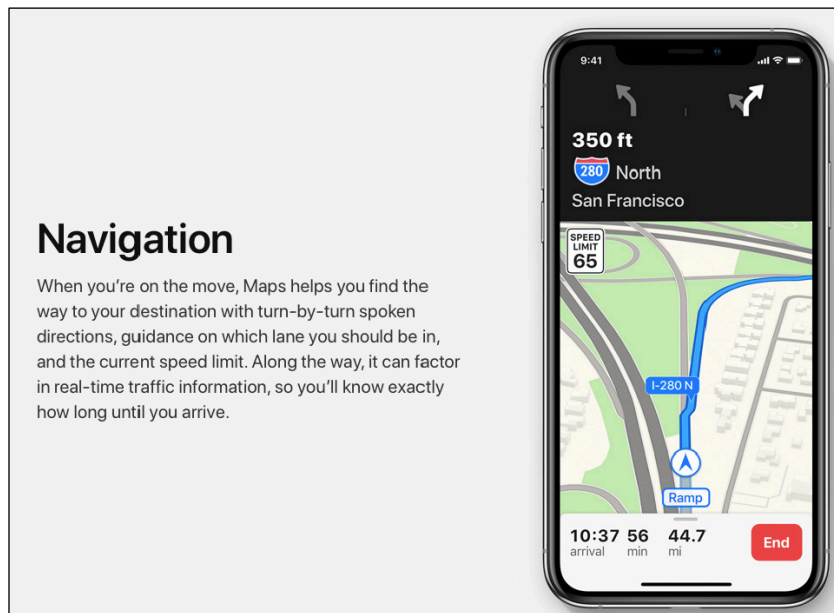 Navigation
When you’re on the move, Maps helps you find the
way to your destination with turn-by-turn spoken
directions, guidance on which lane you should be in,
and the current speed limit. Along the way, it can factor
in real-time traffic information, so you’ll know exactly
how long until you arrive.
9:41
350 ft
280 North
San Francisco
SPEED
LIMIT
65
I-280 N
Ramp
10:37 56 44.7
arrival min mi
End